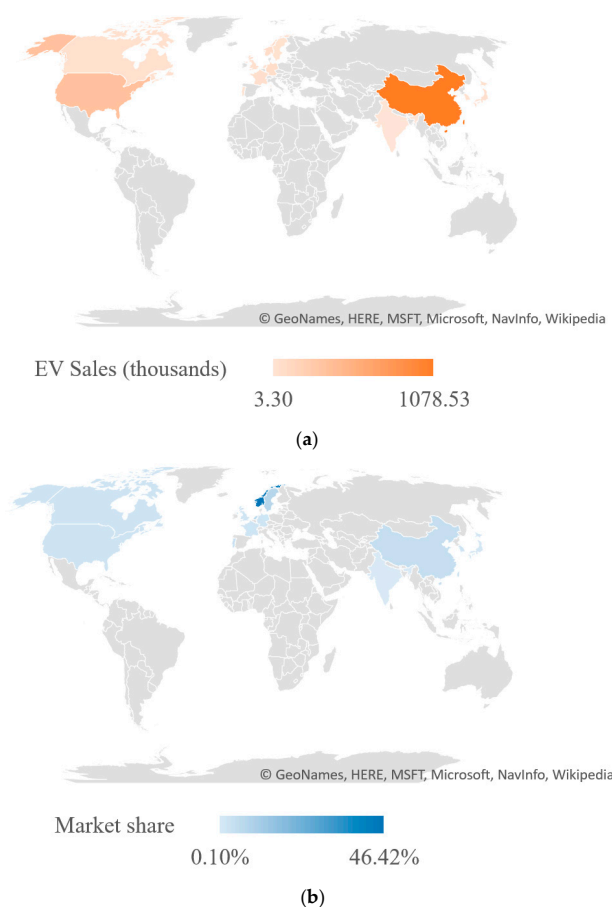 © GeoNames, HERE, MSFT, Microsoft, NavInfo, Wikipedia
EV Sales (thousands)
3.30 1078.53
(a)
© GeoNames, HERE, MSFT, Microsoft, NavInfo, Wikipedia
Market share
0.10% 46.42%
(b)